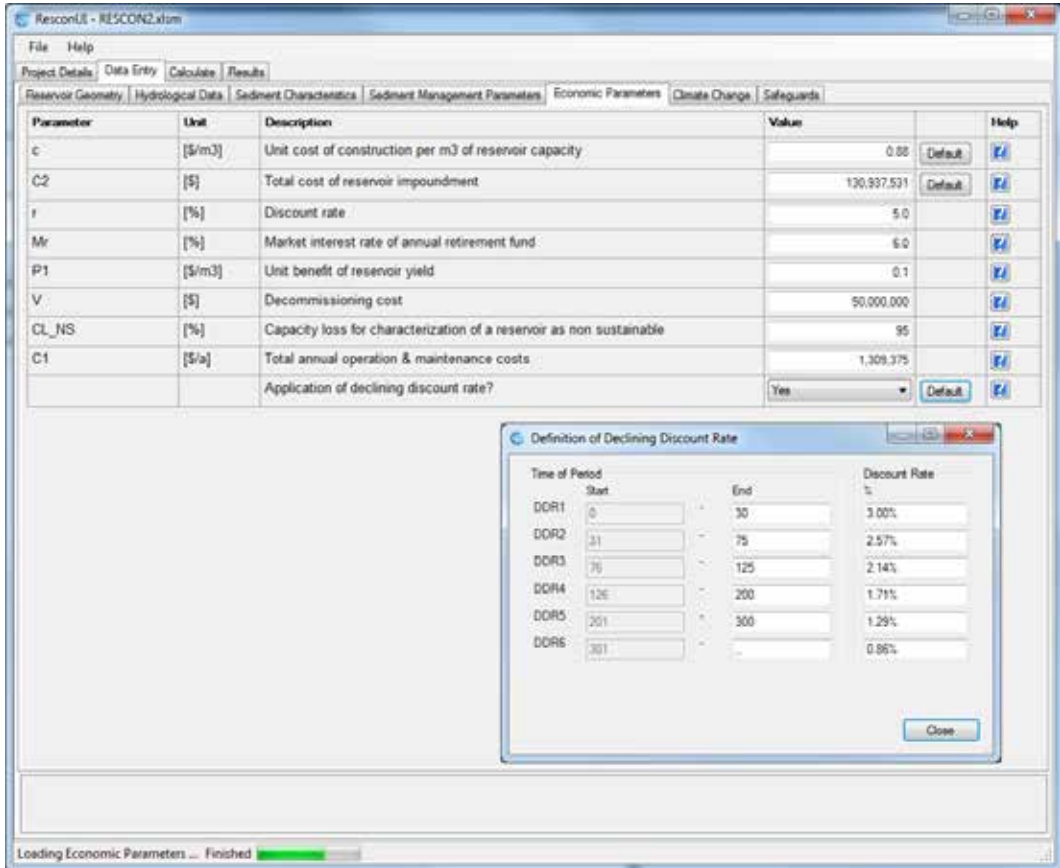 ResconUI - RESCON2.xlsm
File Help
Project Details Data Entry Calculate Results
Reservoir Geometry Hydrological Data Sediment Characteristics Sediment Management Parameters Economic Parameters Climate Change Safeguards
Parameter Unit Description Value Help
c [$/m3] Unit cost of construction per m3 of reservoir capacity 0.88 Default
C2 [$] Total cost of reservoir impoundment 130,937,531 Default
r [%] Discount rate 5.0
Mr [%] Market interest rate of annual retirement fund 6.0
P1 [$/m3] Unit benefit of reservoir yield 0.1
V [$] Decommissioning cost 50,000,000
CL_NS [%] Capacity loss for characterization of a reservoir as non sustainable 95
C1 [$/a] Total annual operation & maintenance costs 1,309,375
Application of declining discount rate? Yes Default
Definition of Declining Discount Rate
Time of Period Discount Rate
Start End %
DDR1 0 - 30 3.00%
DDR2 31 - 75 2.57%
DDR3 76 - 125 2.14%
DDR4 126 - 200 1.71%
DDR5 201 - 300 1.29%
DDR6 301 - .. 0.86%
Close
Loading Economic Parameters ... Finished